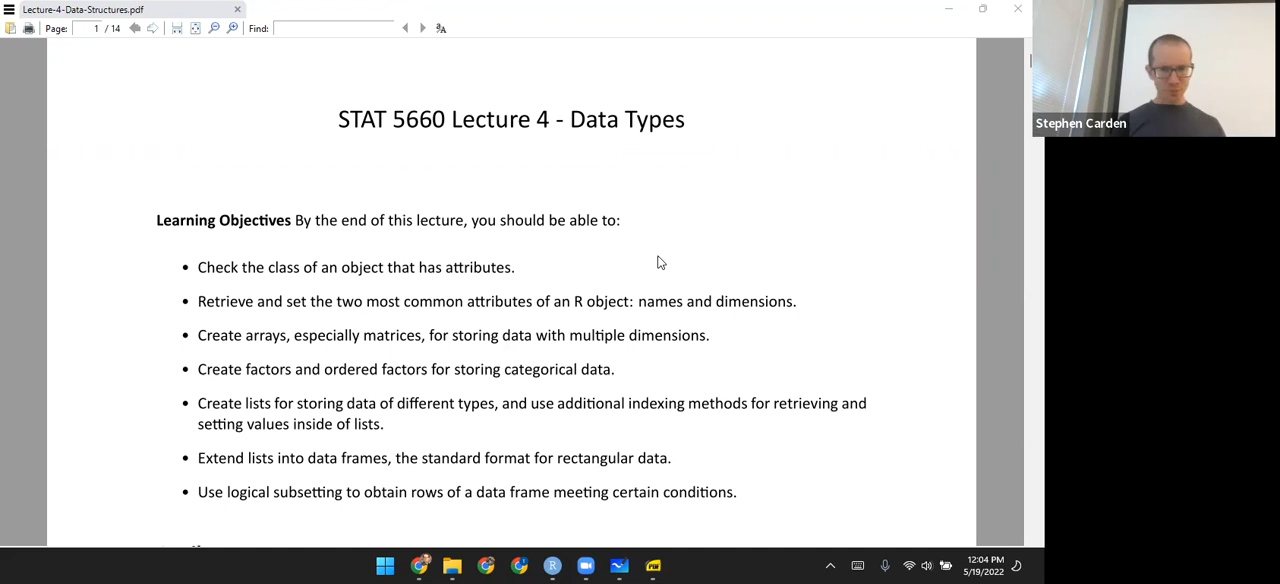 Lecture-4-Data-Structures.pdf
Page: 1 / 14 Find:
Stephen Carden
STAT 5660 Lecture 4 - Data Types
Learning Objectives By the end of this lecture, you should be able to:
• Check the class of an object that has attributes.
• Retrieve and set the two most common attributes of an R object: names and dimensions.
• Create arrays, especially matrices, for storing data with multiple dimensions.
• Create factors and ordered factors for storing categorical data.
• Create lists for storing data of different types, and use additional indexing methods for retrieving and
setting values inside of lists.
• Extend lists into data frames, the standard format for rectangular data.
• Use logical subsetting to obtain rows of a data frame meeting certain conditions.
12:04 PM
5/19/2022